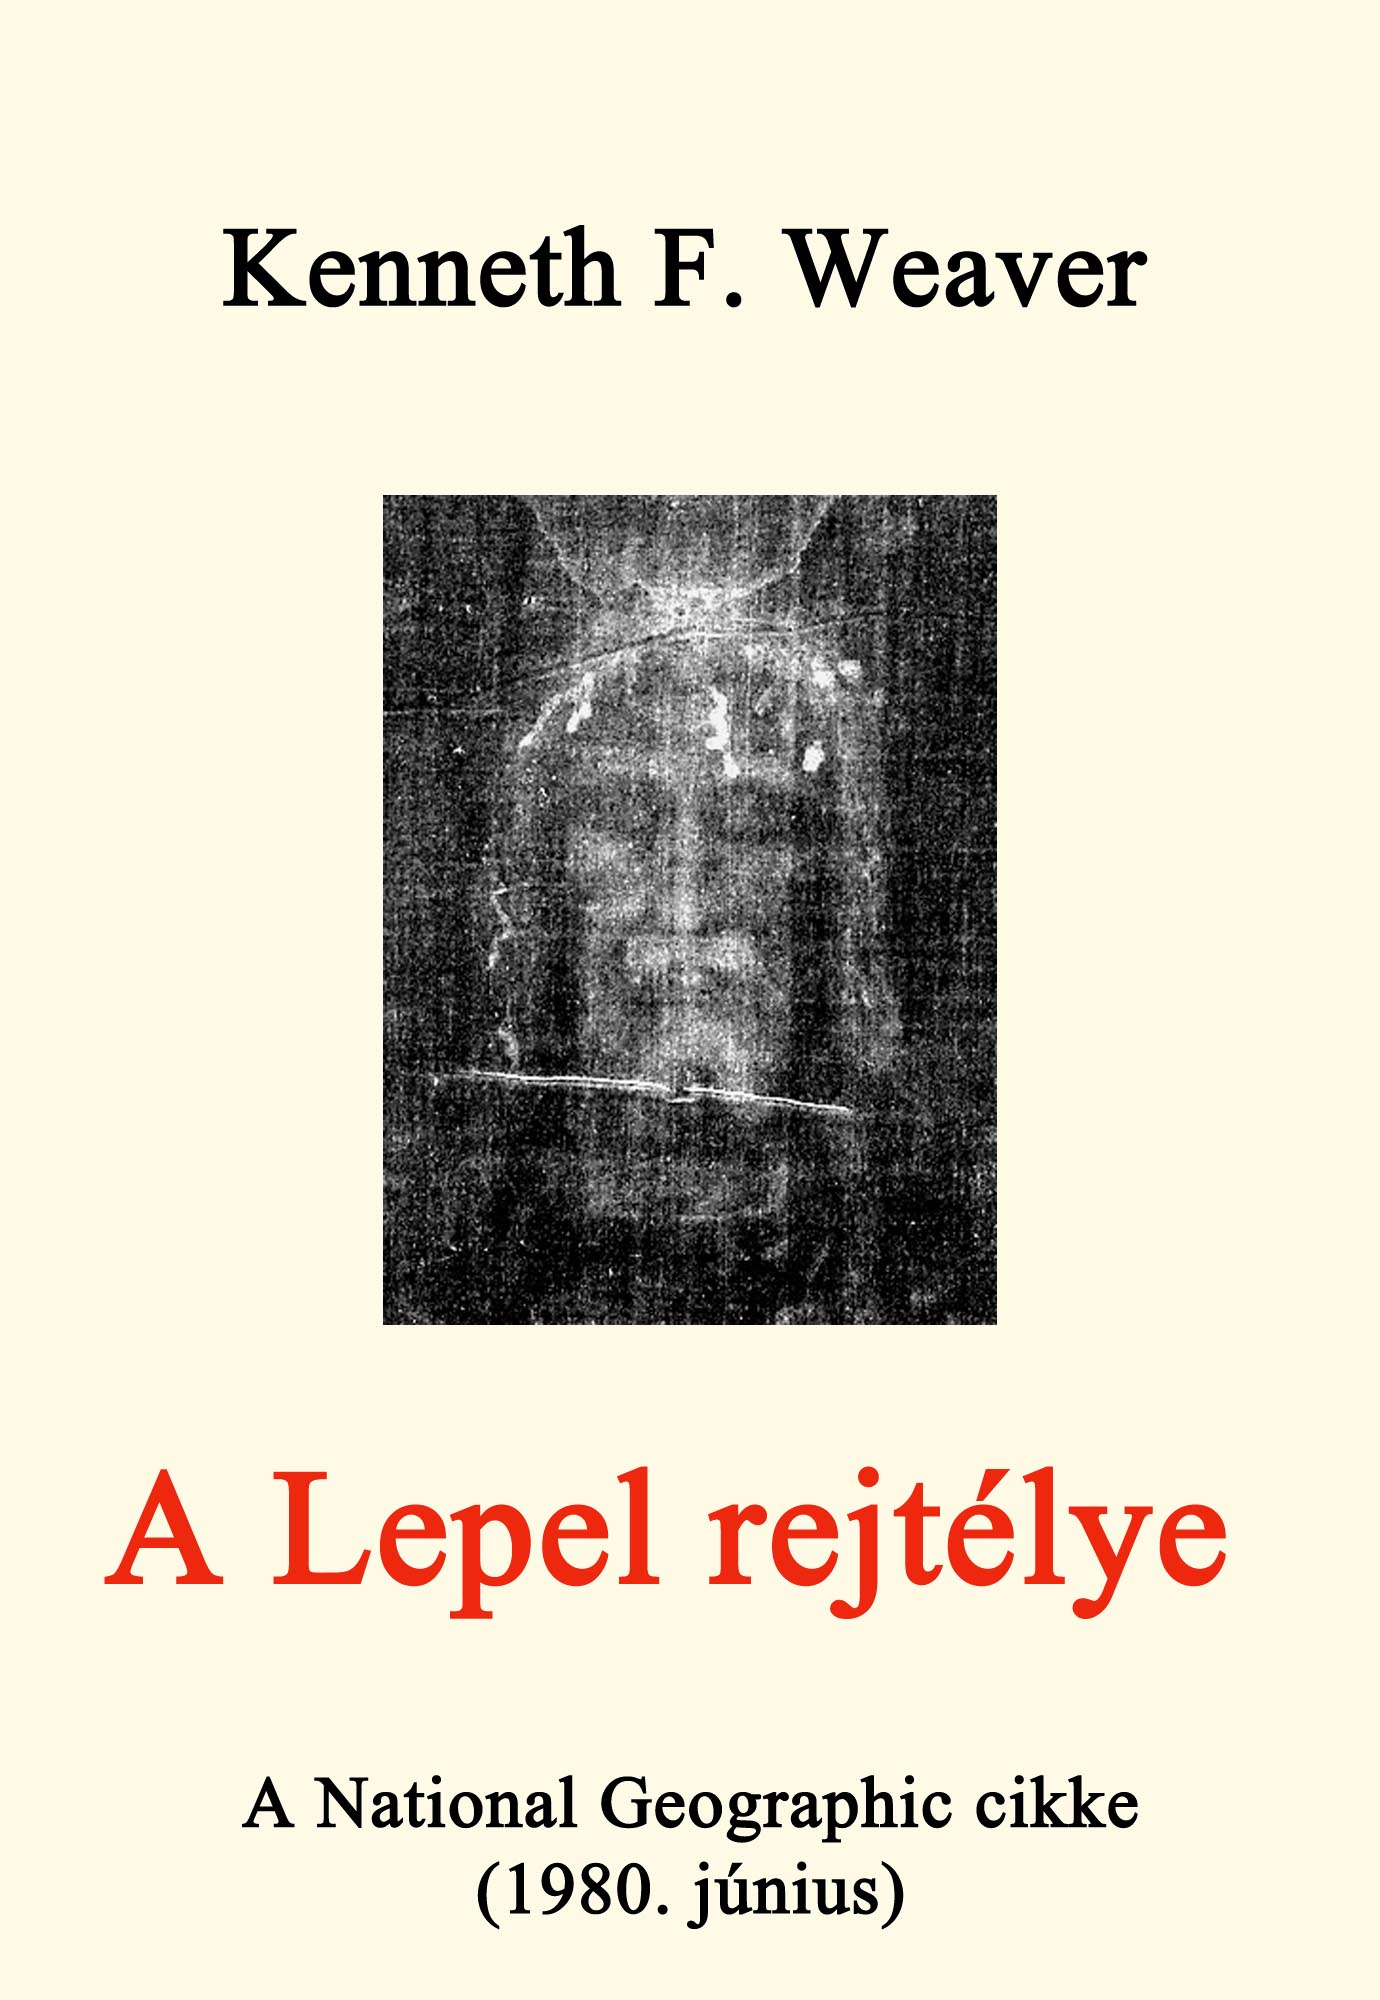 Kenneth F. Weaver
A Lepel rejtélye
A National Geographic cikke
(1980. június)